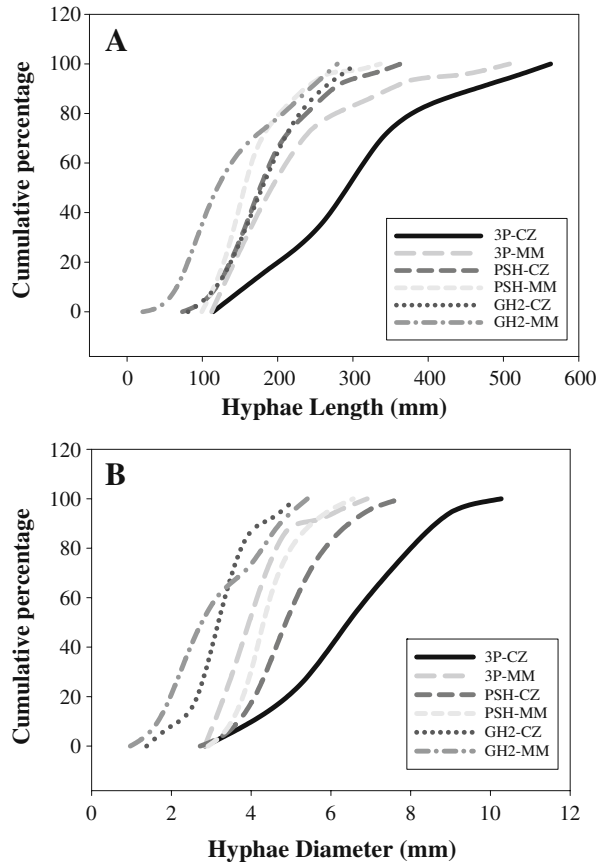 A
Cumulative percentage
120
100
80
60
40
20
0
3P-CZ
3P-MM
PSH-CZ
PSH-MM
GH2-CZ
GH2-MM
0 100 200 300 400 500 600
Hyphae Length (mm)
B
Cumulative percentage
120
100
80
60
40
20
0
3P-CZ
3P-MM
PSH-CZ
PSH-MM
GH2-CZ
GH2-MM
0 2 4 6 8 10 12
Hyphae Diameter (mm)